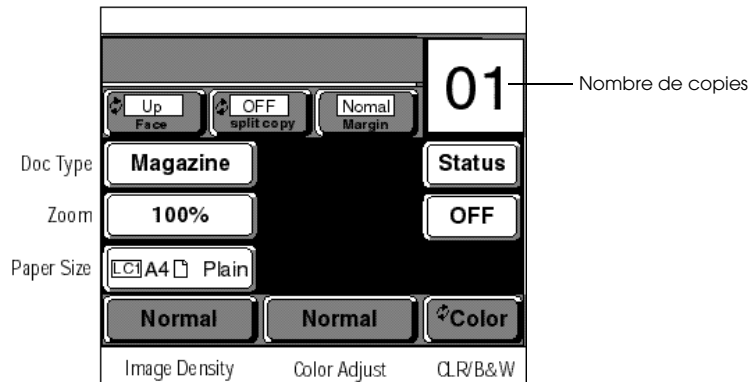 01
Nombre de copies
Up
OFF
Nomal
Face
split copy
Margin
Doc Type
Magazine
Status
Zoom
100%
OFF
Paper Size
LC1 A4 Plain
Normal
Normal
Color
Image Density
Color Adjust
CLR/B&W